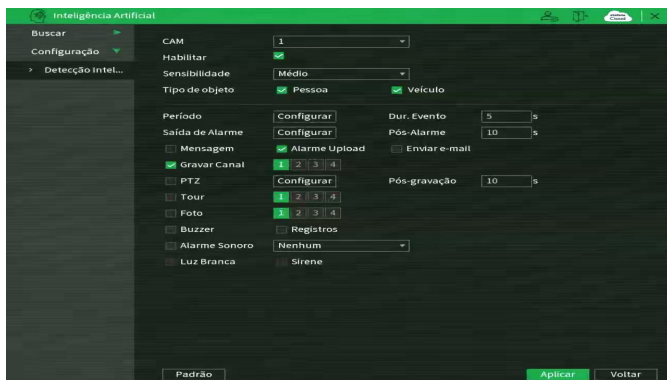 Inteligência Artificial
Buscar
Configuração
> Detecção Intel...
CAM 1
Habilitar
Sensibilidade Médio
Tipo de objeto Pessoa Veículo
Período Configurar Dur. Evento 5 s
Saída de Alarme Configurar Pós-Alarme 10 s
Mensagem Alarme Upload Enviar e-mail
Gravar Canal 1 2 3 4
PTZ Configurar Pós-gravação 10 s
Tour 1 2 3 4
Foto 1 2 3 4
Buzzer Registros
Alarme Sonoro Nenhum
Luz Branca Sirene
Padrão Aplicar Voltar